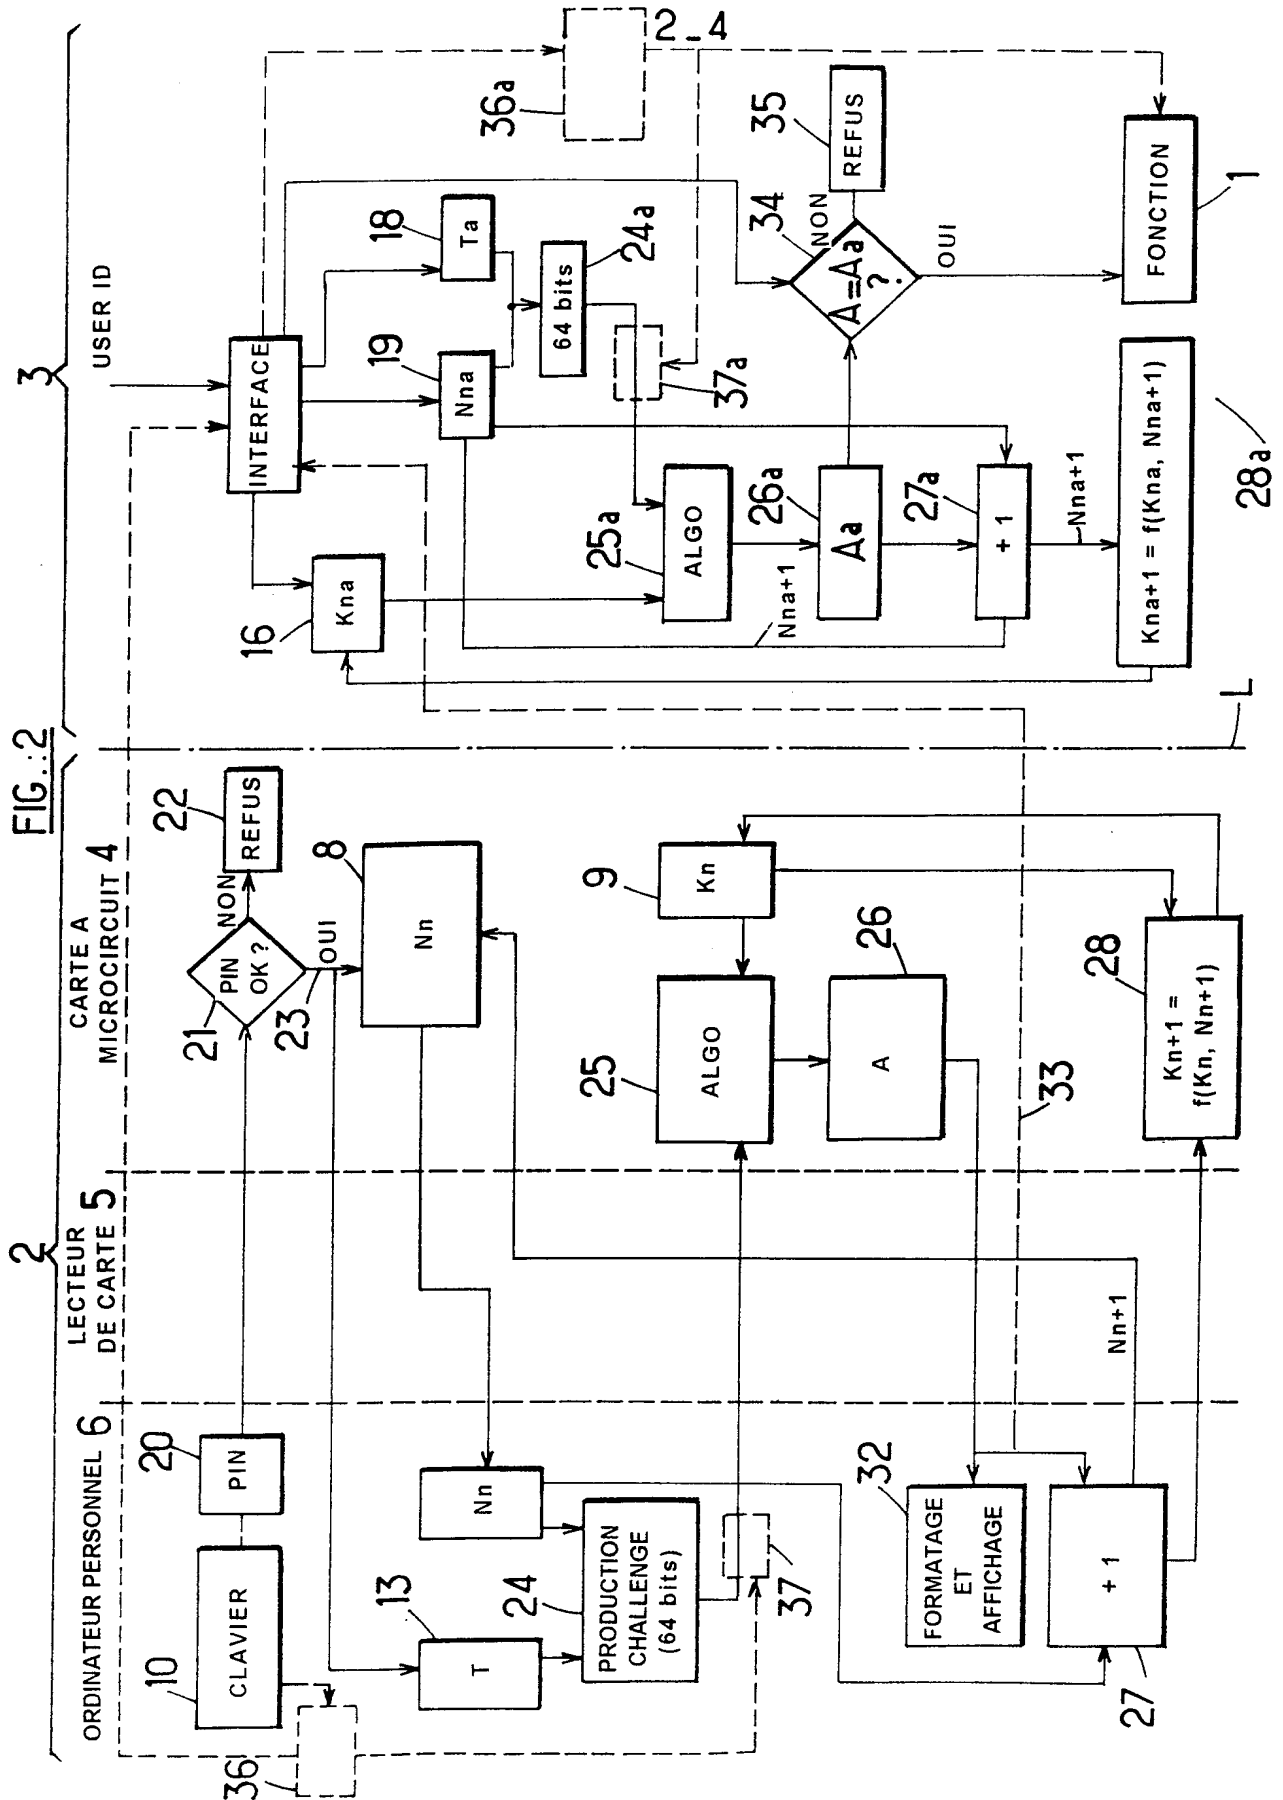 FIG.:2
2
3
ORDINATEUR PERSONNEL 6
LECTEUR
DE CARTE 5
CARTE A
MICROCIRCUIT 4
USER ID
10
CLAVIER
20
PIN
21
PIN
OK ?
NON
22
REFUS
23
OUI
36
13
T
Nn
8
Nn
24
PRODUCTION
CHALLENGE
(64 bits)
37
25
ALGO
9
Kn
26
A
32
FORMATAGE
ET
AFFICHAGE
33
27
+ 1
Nn+1
28
Kn+1 =
f(Kn, Nn+1)
L
INTERFACE
16
Kna
19
Nna
18
Ta
36a
2_4
24a
64 bits
37a
25a
ALGO
26a
Aa
34
A=Aa
?
NON
35
REFUS
OUI
27a
+ 1
Nna+1
Nna+1
28a
Kna+1 = f(Kna, Nna+1)
FONCTION
1